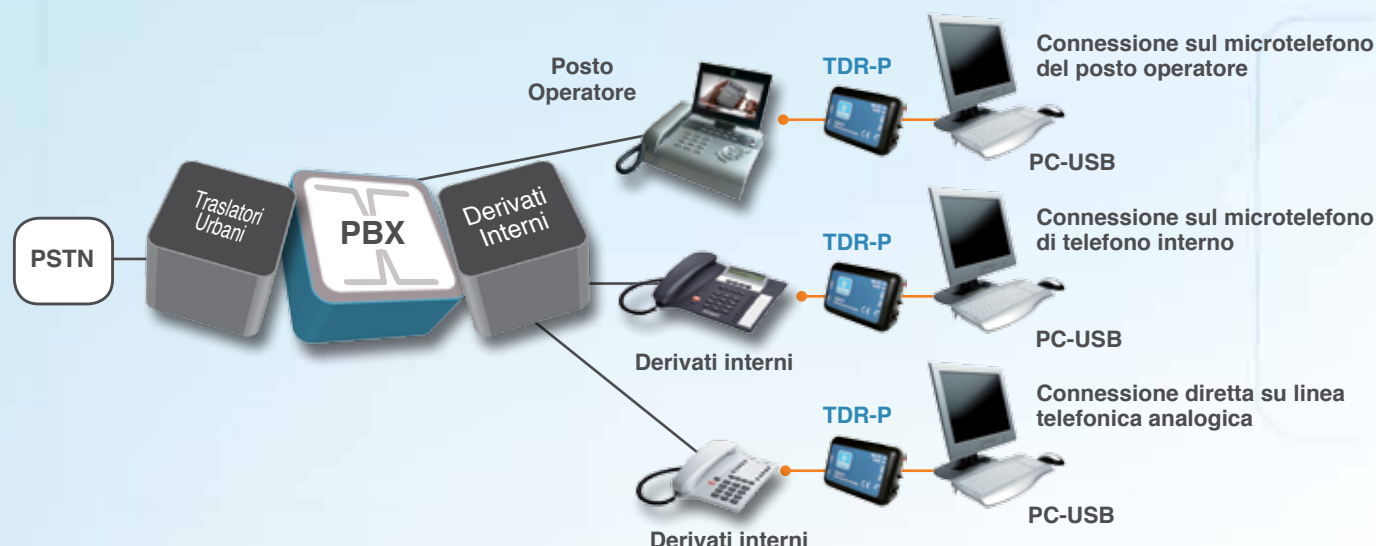 Posto
Operatore
TDR-P
Connessione sul microtelefono
del posto operatore
PC-USB
PSTN
Traslatori
Urbani
PBX
Derivati
Interni
TDR-P
Connessione sul microtelefono
di telefono interno
PC-USB
Derivati interni
TDR-P
Connessione diretta su linea
telefonica analogica
PC-USB
Derivati interni